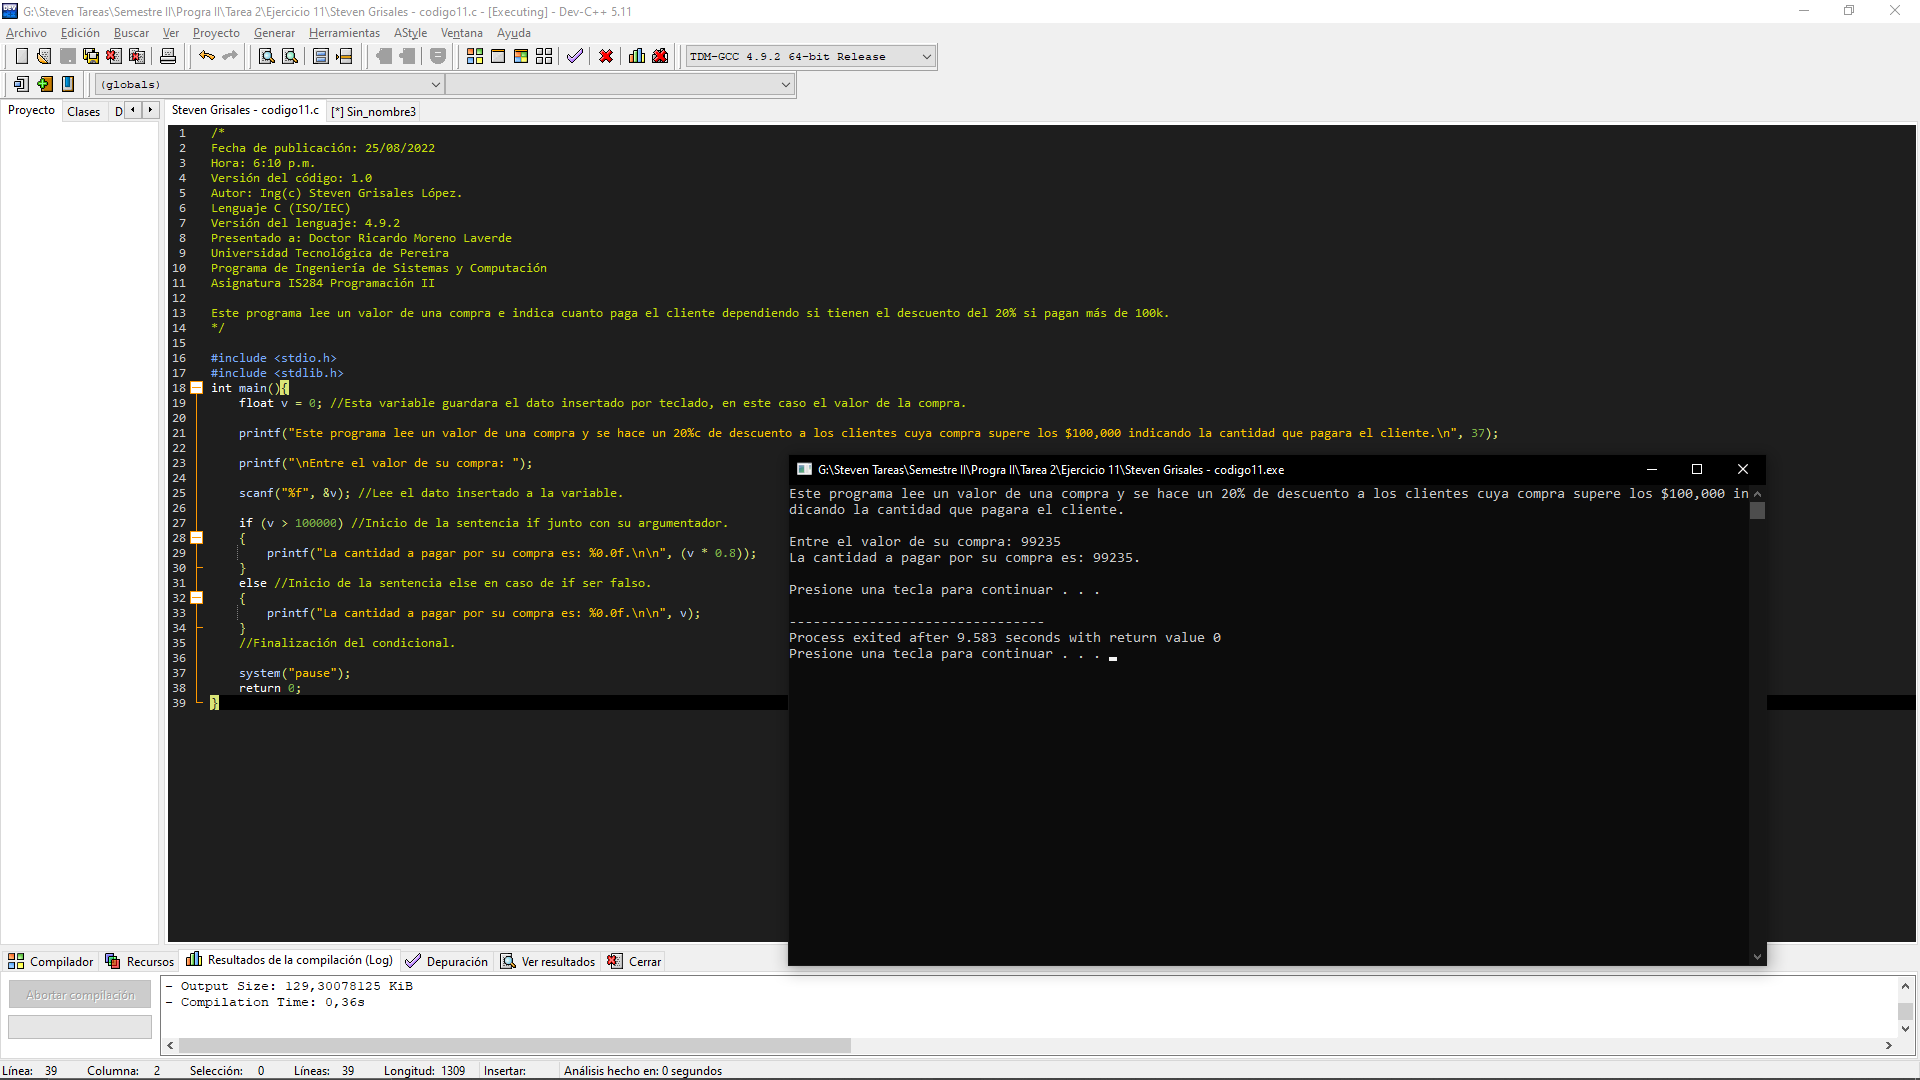 G:\Steven Tareas\Semestre II\Progra II\Tarea 2\Ejercicio 11\Steven Grisales - codigo11.c - [Executing] - Dev-C++ 5.11
Archivo Edición Buscar Ver Proyecto Generar Herramientas AStyle Ventana Ayuda
TDM-GCC 4.9.2 64-bit Release
(globals)
Proyecto Clases D Steven Grisales - codigo11.c [*] Sin_nombre3
1 /*
2 Fecha de publicación: 25/08/2022
3 Hora: 6:10 p.m.
4 Versión del código: 1.0
5 Autor: Ing(c) Steven Grisales López.
6 Lenguaje C (ISO/IEC)
7 Versión del lenguaje: 4.9.2
8 Presentado a: Doctor Ricardo Moreno Laverde
9 Universidad Tecnológica de Pereira
10 Programa de Ingeniería de Sistemas y Computación
11 Asignatura IS284 Programación II
12
13 Este programa lee un valor de una compra e indica cuanto paga el cliente dependiendo si tienen el descuento del 20% si pagan más de 100k.
14 */
15
16 #include <stdio.h>
17 #include <stdlib.h>
18 int main(){
19 float v = 0; //Esta variable guardara el dato insertado por teclado, en este caso el valor de la compra.
20
21 printf("Este programa lee un valor de una compra y se hace un 20%c de descuento a los clientes cuya compra supere los $100,000 indicando la cantidad que pagara el cliente.\n", 37);
22
23 printf("\nEntre el valor de su compra: ");
24
25 scanf("%f", &v); //Lee el dato insertado a la variable.
26
27 if (v > 100000) //Inicio de la sentencia if junto con su argumentador.
28 {
29 printf("La cantidad a pagar por su compra es: %0.0f.\n\n", (v * 0.8));
30 }
31 else //Inicio de la sentencia else en caso de if ser falso.
32 {
33 printf("La cantidad a pagar por su compra es: %0.0f.\n\n", v);
34 }
35 //Finalización del condicional.
36
37 system("pause");
38 return 0;
39 }
G:\Steven Tareas\Semestre II\Progra II\Tarea 2\Ejercicio 11\Steven Grisales - codigo11.exe
Este programa lee un valor de una compra y se hace un 20% de descuento a los clientes cuya compra supere los $100,000 in
dicando la cantidad que pagara el cliente.
Entre el valor de su compra: 99235
La cantidad a pagar por su compra es: 99235.
Presione una tecla para continuar . . .
--------------------------------
Process exited after 9.583 seconds with return value 0
Presione una tecla para continuar . . .
Compilador Recursos Resultados de la compilación (Log) Depuración Ver resultados Cerrar
Abortar compilación
- Output Size: 129,30078125 KiB
- Compilation Time: 0,36s
Línea: 39 Columna: 2 Selección: 0 Líneas: 39 Longitud: 1309 Insertar: Análisis hecho en: 0 segundos